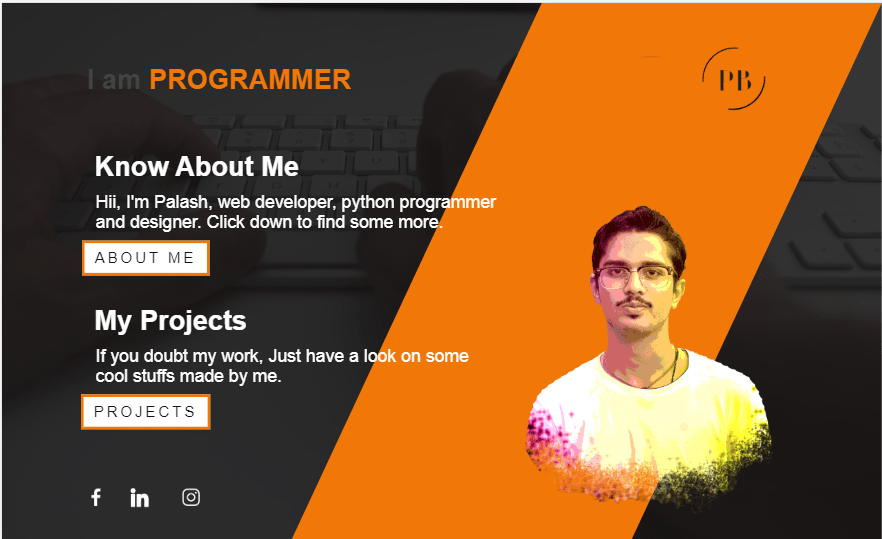 I am PROGRAMMER
PB
Know About Me
Hii, I'm Palash, web developer, python programmer
and designer. Click down to find some more.
ABOUT ME
My Projects
If you doubt my work, Just have a look on some
cool stuffs made by me.
PROJECTS
f
in